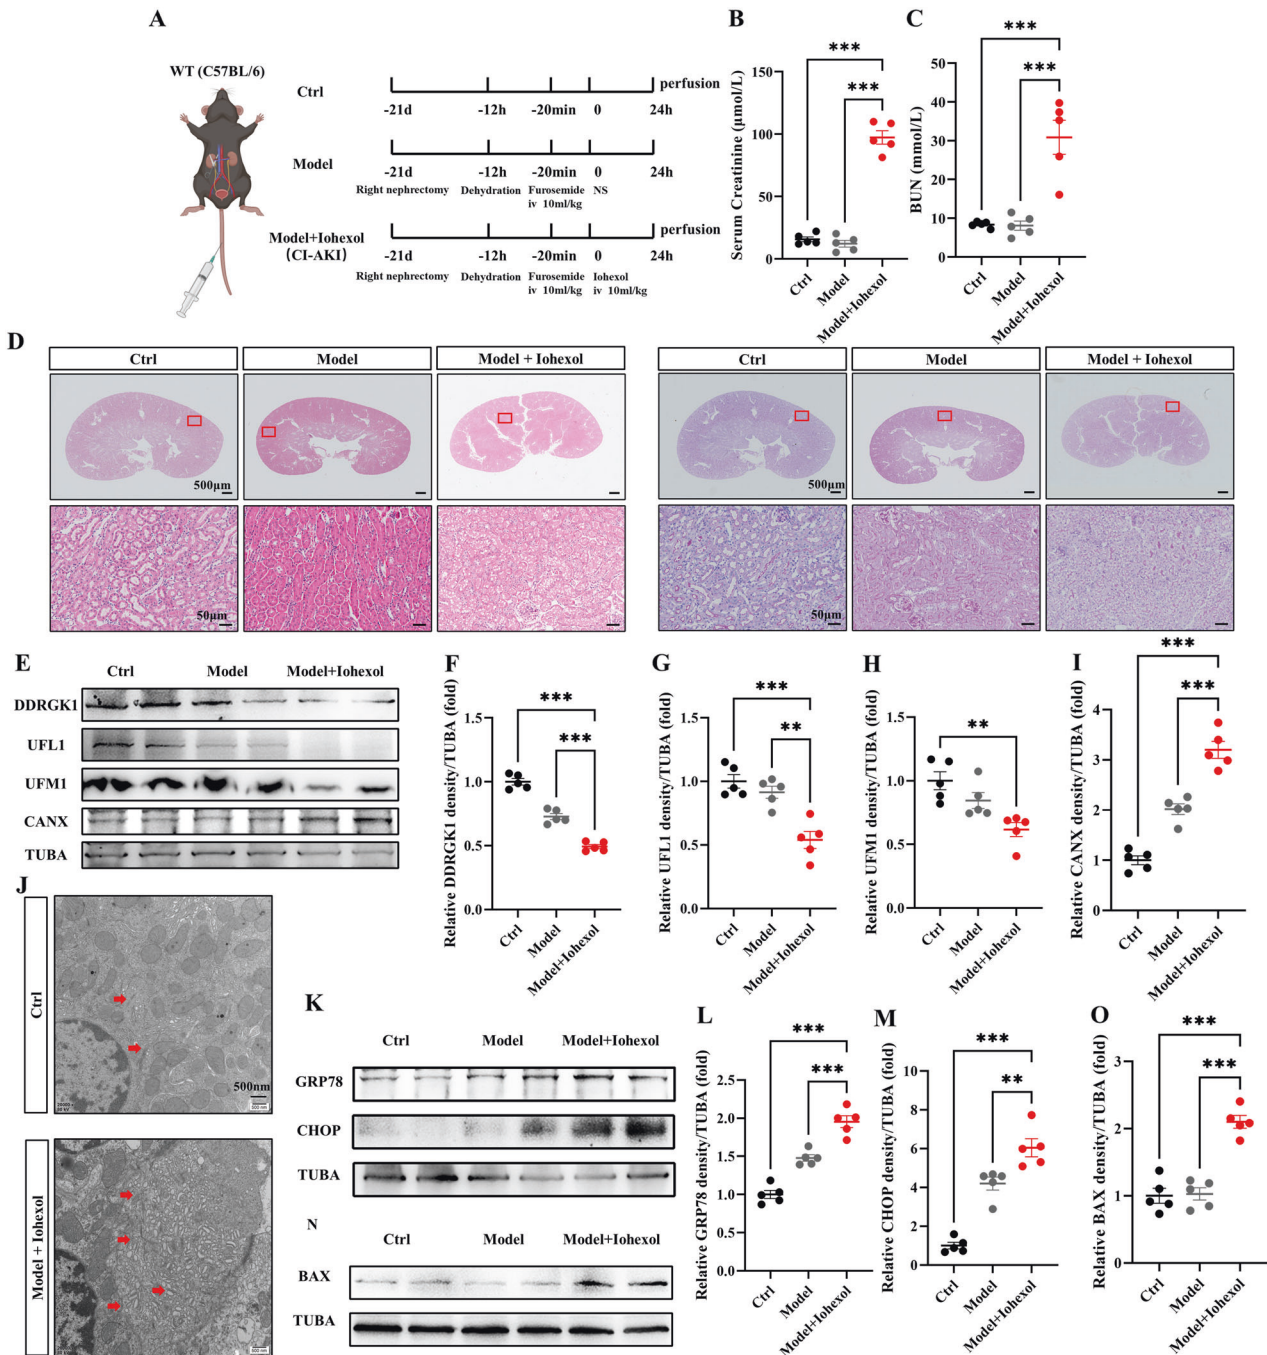 A
WT (C57BL/6)
Ctrl
perfusion
-21d -12h -20min 0 24h
Model
-21d -12h -20min 0 24h
Right nephrectomy Dehydration Furosemide NS
iv 10ml/kg
Model+Iohexol
(CI-AKI)
perfusion
-21d -12h -20min 0 24h
Right nephrectomy Dehydration Furosemide Iohexol
iv 10ml/kg iv 10ml/kg
B
***
***
Serum Creatinine (μmol/L)
150
100
50
0
Ctrl
Model
Model+Iohexol
C
***
***
BUN (mmol/L)
50
40
30
20
10
0
Ctrl
Model
Model+Iohexol
D
Ctrl Model Model + Iohexol
500μm
50μm
Ctrl Model Model + Iohexol
500μm
50μm
E
Ctrl Model Model+Iohexol
DDRGK1
UFL1
UFM1
CANX
TUBA
F
***
***
Relative DDRGK1 density/TUBA (fold)
1.5
1.0
0.5
0.0
Ctrl
Model
Model+Iohexol
G
***
**
Relative UFL1 density/TUBA (fold)
1.5
1.0
0.5
0.0
Ctrl
Model
Model+Iohexol
H
**
Relative UFM1 density/TUBA (fold)
1.5
1.0
0.5
0.0
Ctrl
Model
Model+Iohexol
I
***
***
Relative CANX density/TUBA (fold)
4
3
2
1
0
Ctrl
Model
Model+Iohexol
J
Ctrl
500nm
500 nm
Model + Iohexol
500 nm
K
Ctrl Model Model+Iohexol
GRP78
CHOP
TUBA
L
***
***
Relative GRP78 density/TUBA (fold)
2.5
2.0
1.5
1.0
0.5
0.0
Ctrl
Model
Model+Iohexol
M
***
**
Relative CHOP density/TUBA (fold)
10
8
6
4
2
0
Ctrl
Model
Model+Iohexol
N
Ctrl Model Model+Iohexol
BAX
TUBA
O
***
***
Relative BAX density/TUBA (fold)
3
2
1
0
Ctrl
Model
Model+Iohexol